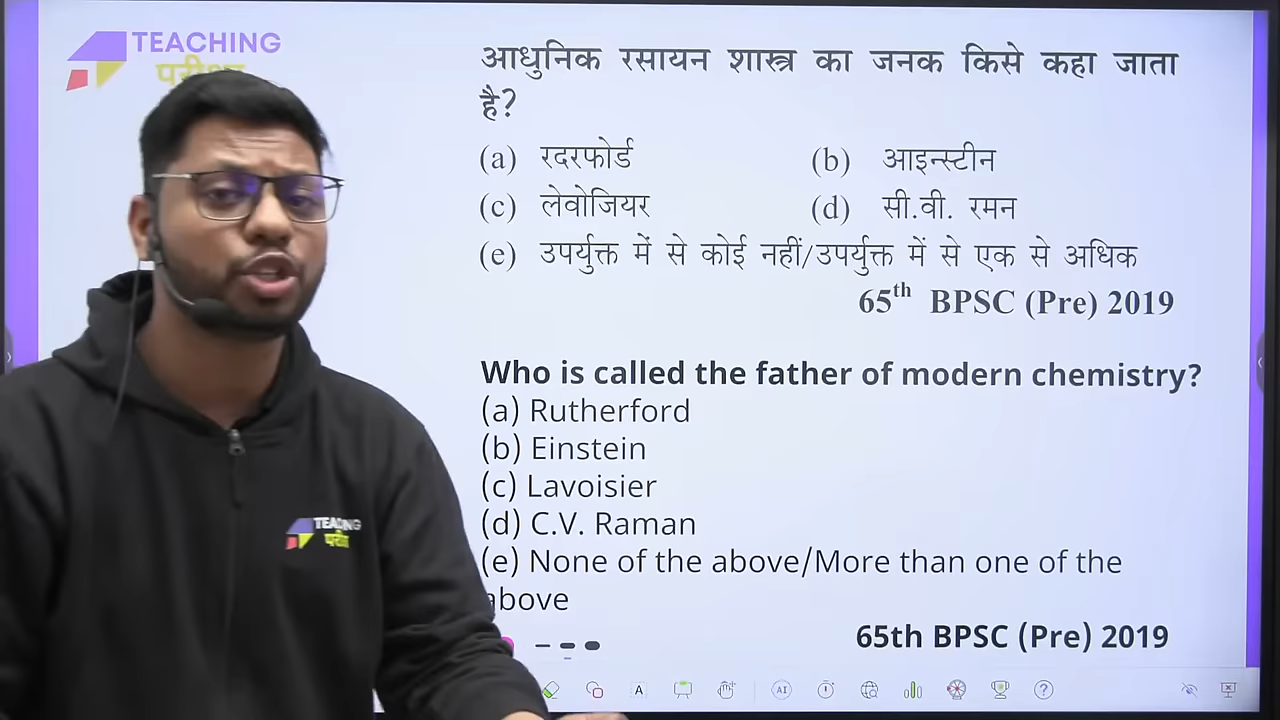 TEACHING
परीक्षा
आधुनिक रसायन शास्त्र का जनक किसे कहा जाता
है?
(a) रदरफोर्ड (b) आइन्स्टीन
(c) लेवोजियर (d) सी.वी. रमन
(e) उपर्युक्त में से कोई नहीं/उपर्युक्त में से एक से अधिक
65th BPSC (Pre) 2019
Who is called the father of modern chemistry?
(a) Rutherford
(b) Einstein
(c) Lavoisier
(d) C.V. Raman
(e) None of the above/More than one of the
above
65th BPSC (Pre) 2019
A AI ?